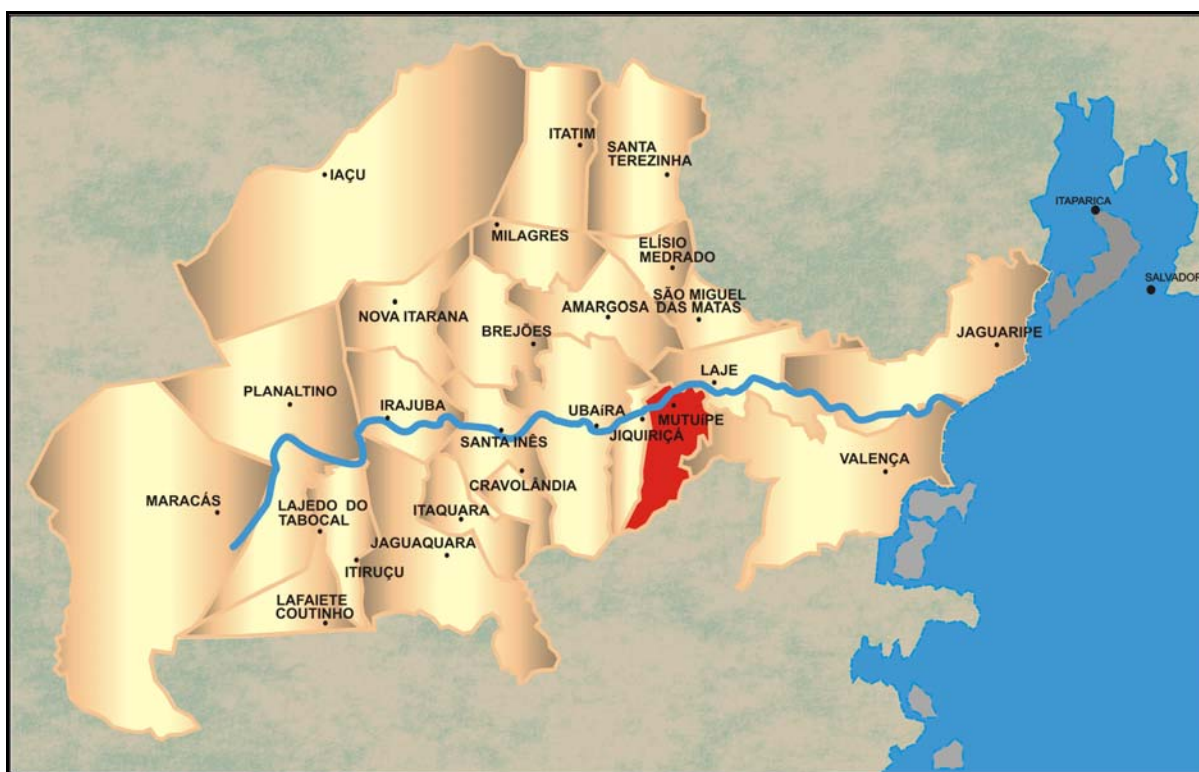 ITATIM
SANTA
TEREZINHA
IAÇU
ITAPARICA
MILAGRES
ELÍSIO
MEDRADO
SALVADOR
NOVA ITARANA
AMARGOSA
SÃO MIGUEL
DAS MATAS
BREJÕES
JAGUARIPE
LAJE
PLANALTINO
IRAJUBA
UBAíRA
MUTUíPE
JIQUIRIÇÁ
SANTA INÊS
VALENÇA
CRAVOLÂNDIA
MARACÁS
LAJEDO DO
TABOCAL
ITAQUARA
JAGUAQUARA
ITIRUÇU
LAFAIETE
COUTINHO